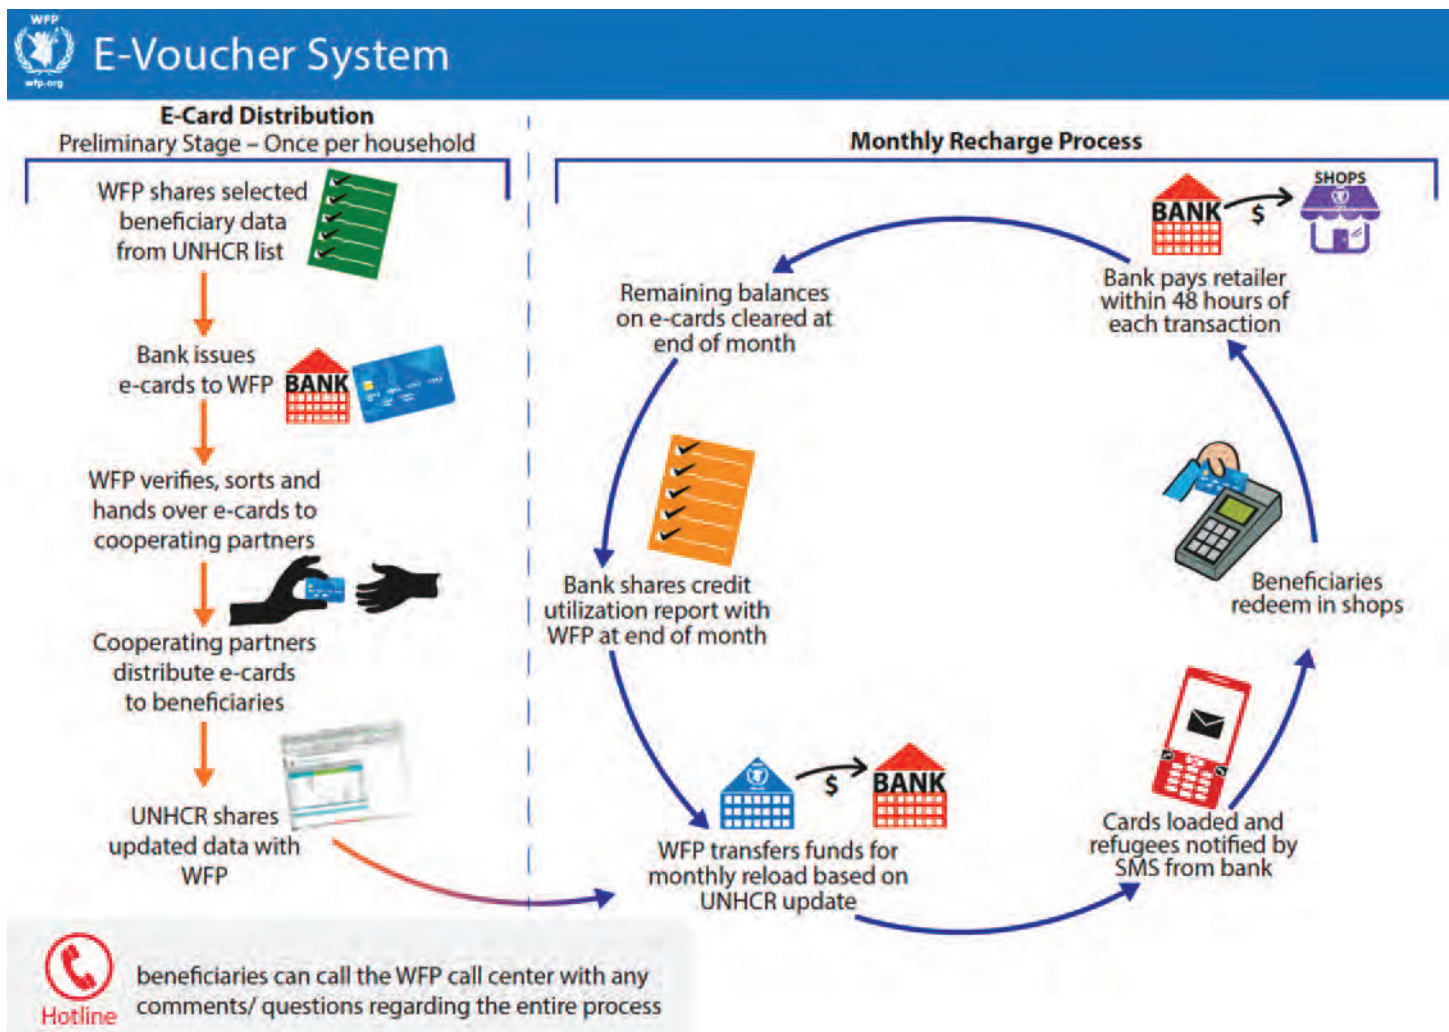 WFP
wfp.org
E-Voucher System
E-Card Distribution
Preliminary Stage – Once per household
WFP shares selected
beneficiary data
from UNHCR list
Bank issues
e-cards to WFP
BANK
WFP verifies, sorts and
hands over e-cards to
cooperating partners
Cooperating partners
distribute e-cards
to beneficiaries
UNHCR shares
updated data with
WFP
Monthly Recharge Process
BANK
$
SHOPS
Bank pays retailer
within 48 hours of
each transaction
Remaining balances
on e-cards cleared at
end of month
Bank shares credit
utilization report with
WFP at end of month
$
BANK
WFP transfers funds for
monthly reload based on
UNHCR update
Cards loaded and
refugees notified by
SMS from bank
Beneficiaries
redeem in shops
Hotline
beneficiaries can call the WFP call center with any
comments/ questions regarding the entire process